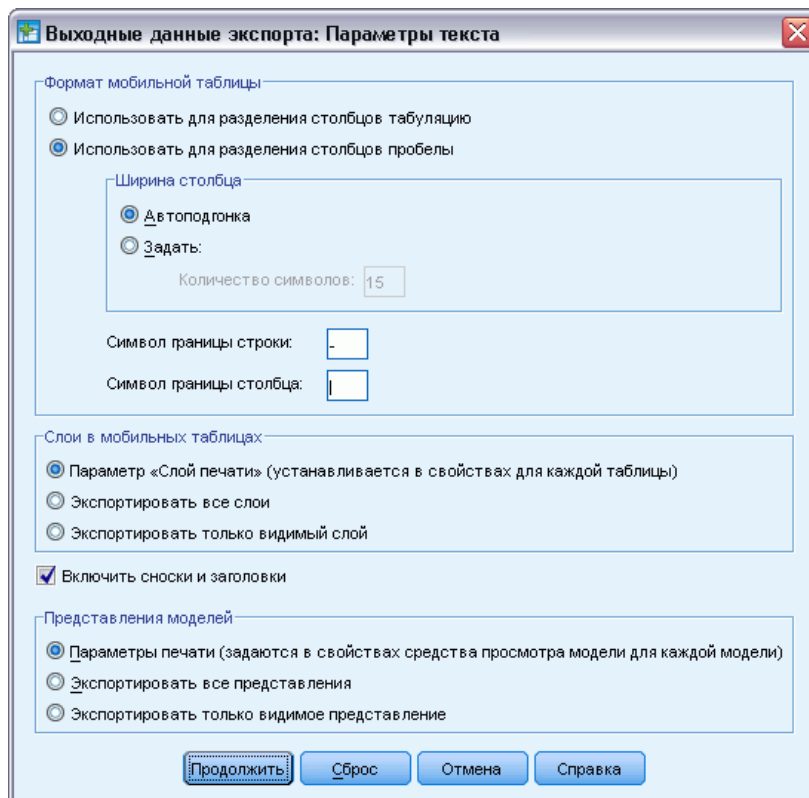 Выходные данные экспорта: Параметры текста
Формат мобильной таблицы
Использовать для разделения столбцов табуляцию
Использовать для разделения столбцов пробелы
Ширина столбца
Автоподгонка
Задать:
Количество символов: 15
Символ границы строки: -
Символ границы столбца: |
Слои в мобильных таблицах
Параметр «Слой печати» (устанавливается в свойствах для каждой таблицы)
Экспортировать все слои
Экспортировать только видимый слой
Включить сноски и заголовки
Представления моделей
Параметры печати (задаются в свойствах средства просмотра модели для каждой модели)
Экспортировать все представления
Экспортировать только видимое представление
Продолжить Сброс Отмена Справка